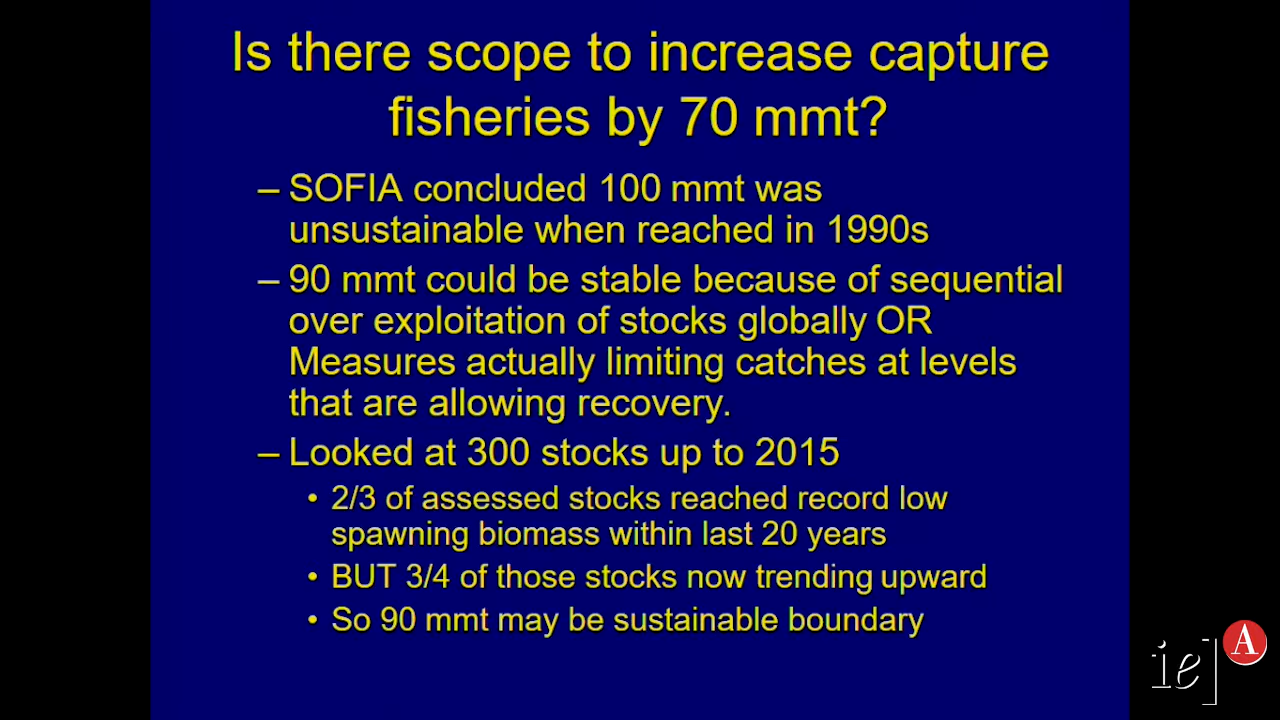 Is there scope to increase capture
fisheries by 70 mmt?
– SOFIA concluded 100 mmt was
unsustainable when reached in 1990s
– 90 mmt could be stable because of sequential
over exploitation of stocks globally OR
Measures actually limiting catches at levels
that are allowing recovery.
– Looked at 300 stocks up to 2015
• 2/3 of assessed stocks reached record low
spawning biomass within last 20 years
• BUT 3/4 of those stocks now trending upward
• So 90 mmt may be sustainable boundary
ie] A